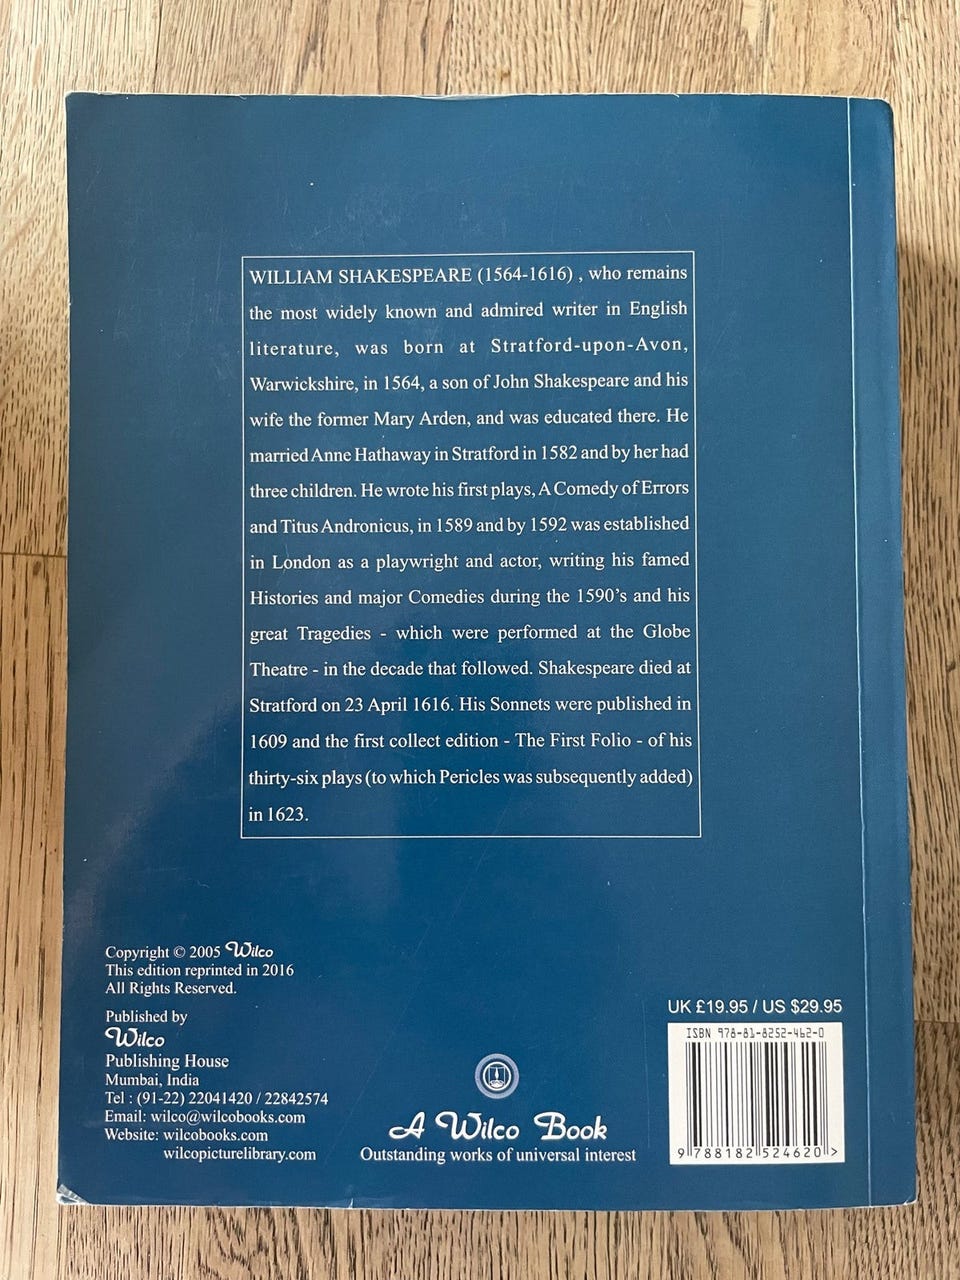 WILLIAM SHAKESPEARE (1564-1616) , who remains
the most widely known and admired writer in English
literature, was born at Stratford-upon-Avon,
Warwickshire, in 1564, a son of John Shakespeare and his
wife the former Mary Arden, and was educated there. He
married Anne Hathaway in Stratford in 1582 and by her had
three children. He wrote his first plays, A Comedy of Errors
and Titus Andronicus, in 1589 and by 1592 was established
in London as a playwright and actor, writing his famed
Histories and major Comedies during the 1590's and his
great Tragedies - which were performed at the Globe
Theatre - in the decade that followed. Shakespeare died at
Stratford on 23 April 1616. His Sonnets were published in
1609 and the first collect edition - The First Folio - of his
thirty-six plays (to which Pericles was subsequently added)
in 1623.
Copyright © 2005 Wilco
This edition reprinted in 2016
All Rights Reserved.
Published by
Wilco
Publishing House
Mumbai, India
Tel : (91-22) 22041420 / 22842574
Email: wilco@wilcobooks.com
Website: wilcobooks.com
wilcopicturelibrary.com
A Wilco Book
Outstanding works of universal interest
UK £19.95 / US $29.95
ISBN 978-81-8252-462-0
9 788182 524620 >